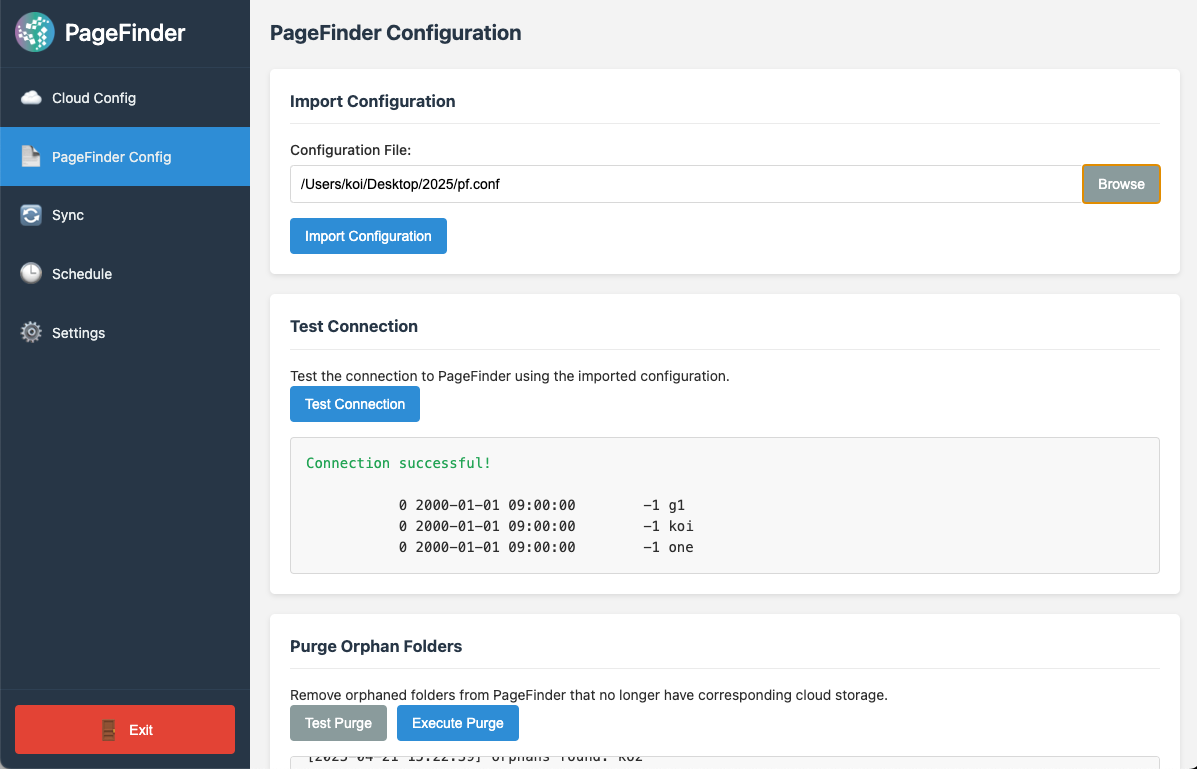 PageFinder
Cloud Config
PageFinder Config
Sync
Schedule
Settings
Exit
PageFinder Configuration
Import Configuration
Configuration File:
/Users/koi/Desktop/2025/pf.conf
Browse
Import Configuration
Test Connection
Test the connection to PageFinder using the imported configuration.
Test Connection
Connection successful!
0 2000-01-01 09:00:00 -1 g1
0 2000-01-01 09:00:00 -1 koi
0 2000-01-01 09:00:00 -1 one
Purge Orphan Folders
Remove orphaned folders from PageFinder that no longer have corresponding cloud storage.
Test Purge
Execute Purge
orphans found: